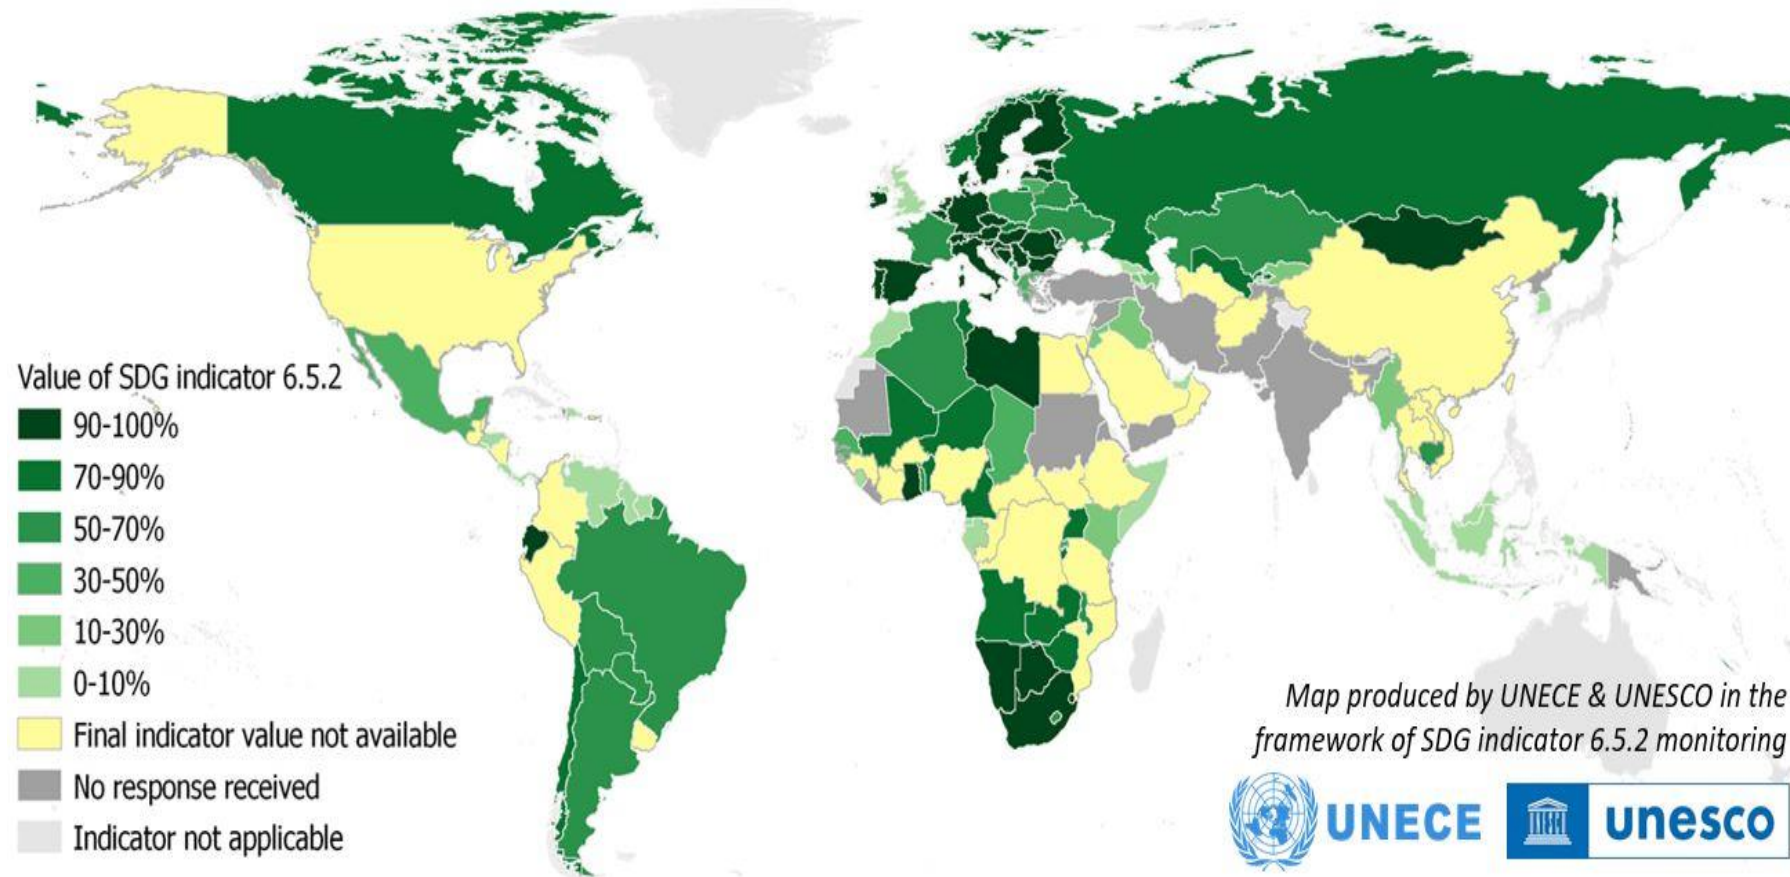 Value of SDG indicator 6.5.2
90-100%
70-90%
50-70%
30-50%
10-30%
0-10%
Final indicator value not available
No response received
Indicator not applicable
Map produced by UNECE & UNESCO in the
framework of SDG indicator 6.5.2 monitoring
UNECE
unesco